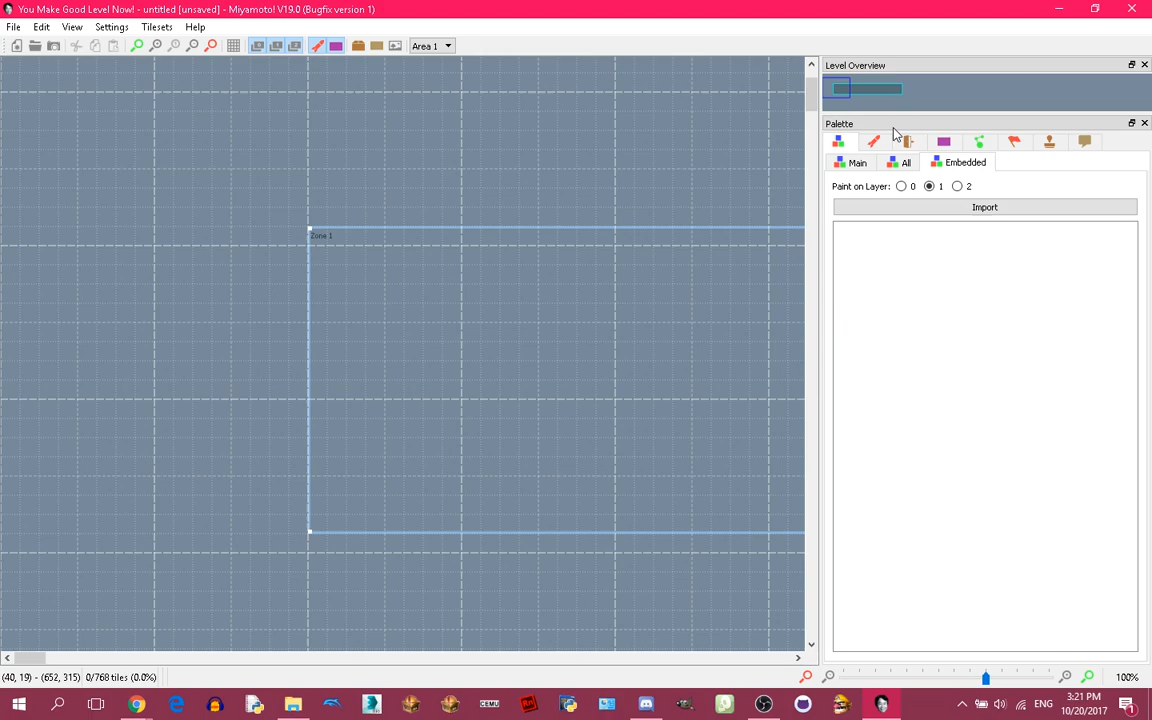 You Make Good Level Now! - untitled [unsaved] - Miyamoto! V19.0 (Bugfix version 1)
File Edit View Settings Tilesets Help
Area 1
Level Overview
Palette
Main All Embedded
Paint on Layer: 0 1 2
Import
Zone 1
(40, 19) - (652, 315) 0/768 tiles (0.0%)
100%
CEMU
ENG
3:21 PM
10/20/2017
1